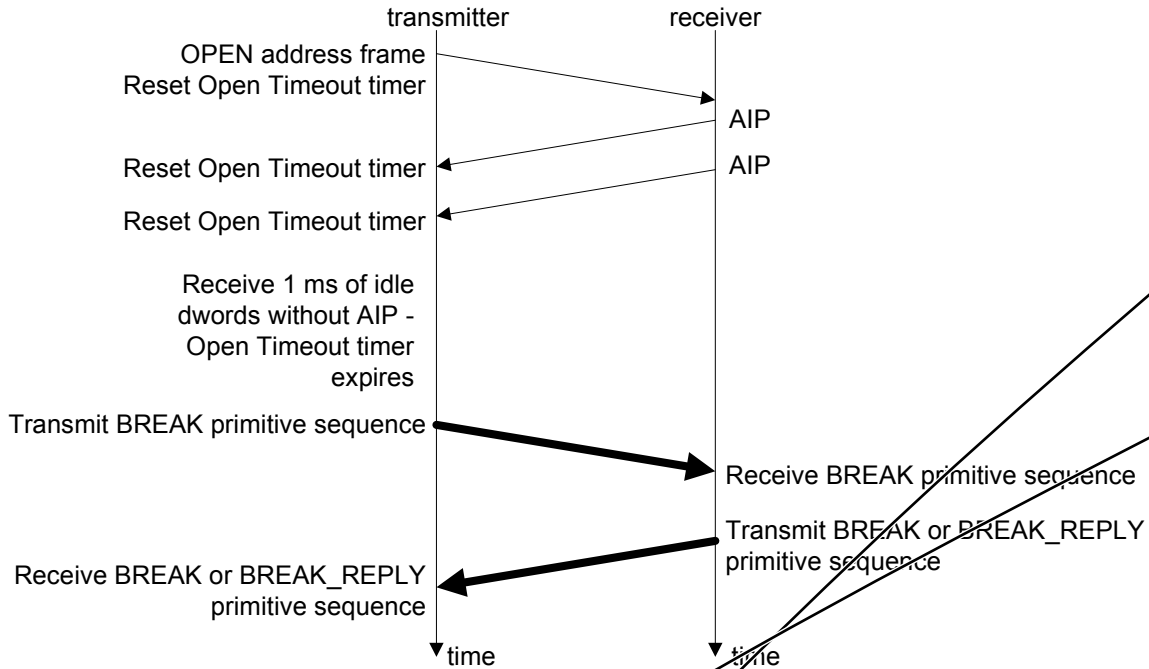 transmitter
receiver
OPEN address frame
Reset Open Timeout timer
AIP
Reset Open Timeout timer
AIP
Reset Open Timeout timer
Receive 1 ms of idle
dwords without AIP -
Open Timeout timer
expires
Transmit BREAK primitive sequence
Receive BREAK primitive sequence
Transmit BREAK or BREAK_REPLY
primitive sequence
Receive BREAK or BREAK_REPLY
primitive sequence
time
time